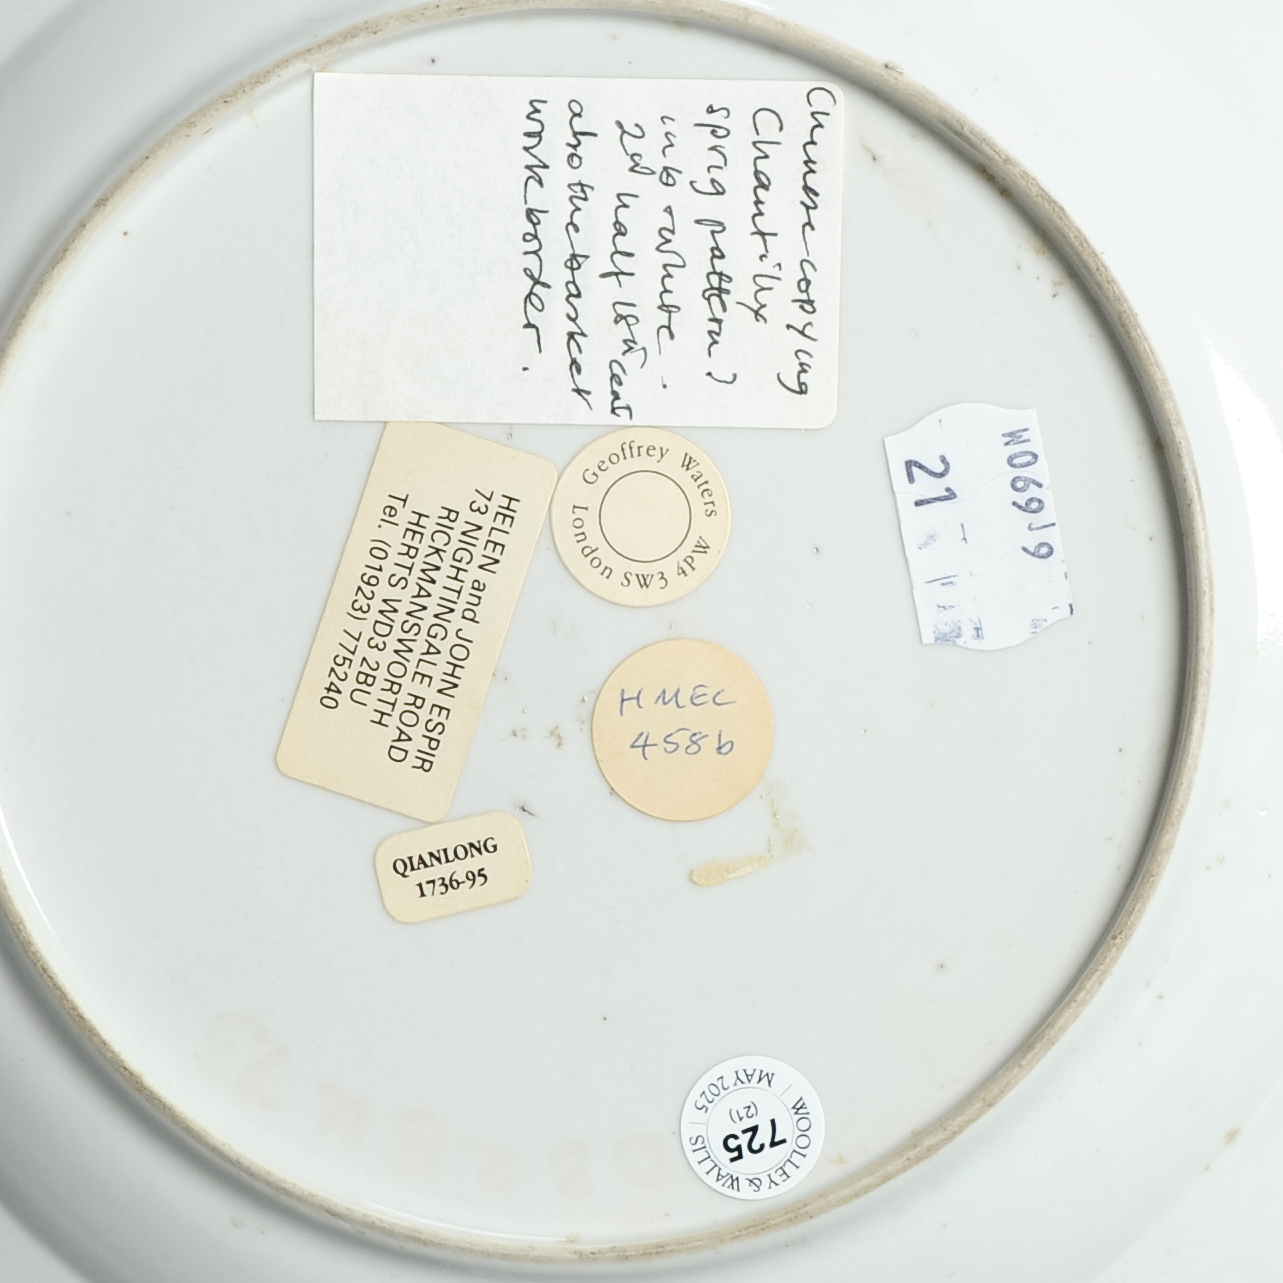 Chinese copying
Chantilly
sprig pattern?
in b + white.
2nd half 18th cent
also the basket
work border.
Geoffrey Waters
London SW3 4PW
HELEN and JOHN ESPIR
73 NIGHTINGALE ROAD
RICKMANSWORTH
HERTS WD3 2BU
Tel. (01923) 775240
W069J9
21
HMEC
458b
QIANLONG
1736-95
WOOLLEY & WALLIS | MAY 2025 |
725
(21)